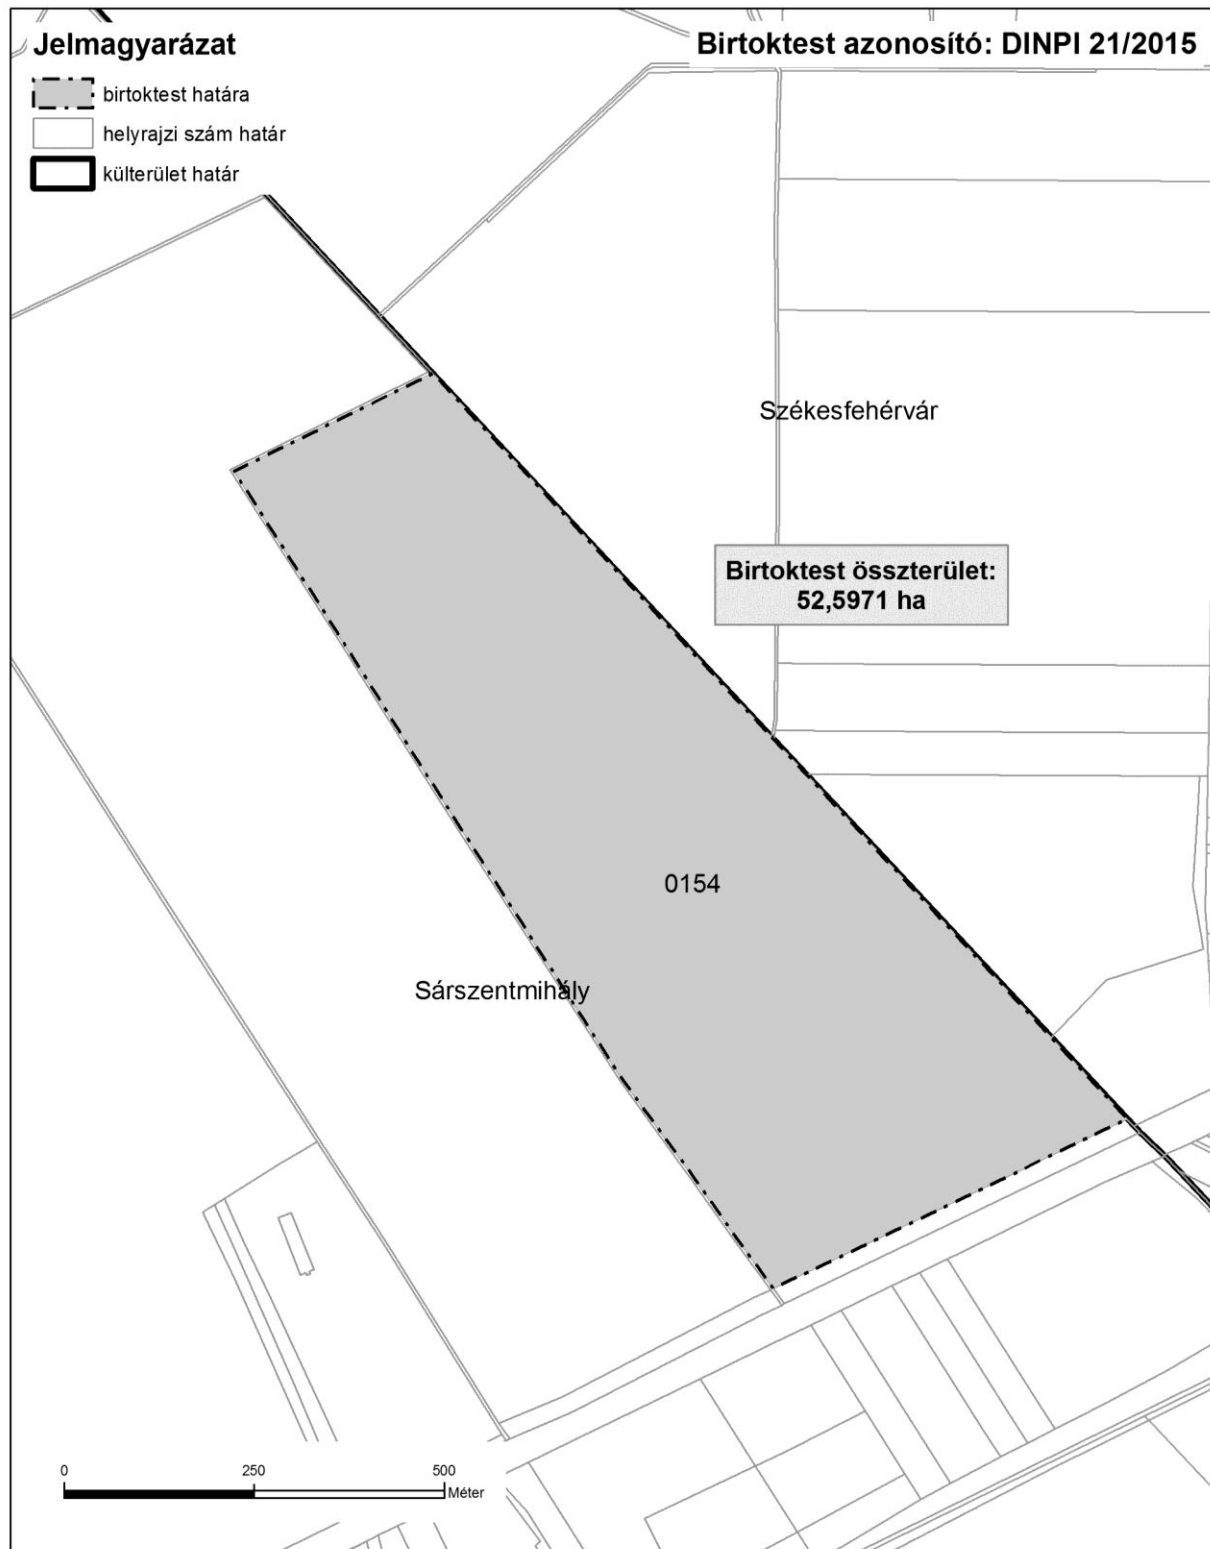 Jelmagyarázat
birtoktest határa
helyrajzi szám határ
külterület határ
Birtoktest azonosító: DINPI 21/2015
Székesfehérvár
Birtoktest összterület:
52,5971 ha
0154
Sárszentmihály
0 250 500
Méter